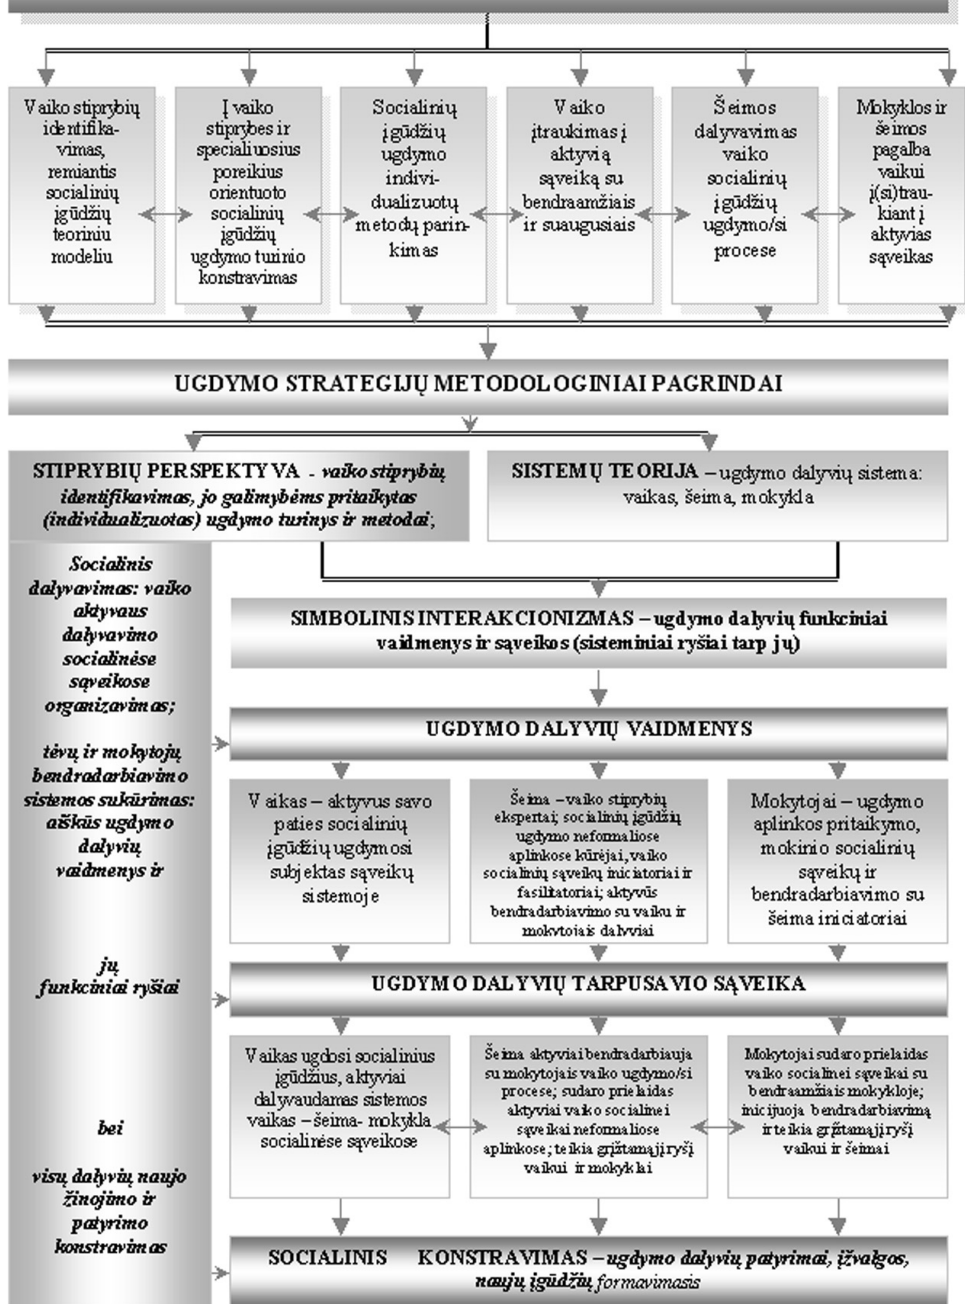 Vaiko stiprybių
identifika-
vimas,
remiantis
socialinių
įgūdžių
teoriniu
modeliu
Į vaiko
stiprybes ir
specialiuosius
poreikius
orientuoto
socialinių
įgūdžių
ugdymo turinio
konstravimas
Socialinių
įgūdžių
ugdymo
indivi-
dualizuotų
metodų parin-
kimas
Vaiko
įtraukimas į
aktyvią
sąveiką su
bendraamžiais
ir suaugusiais
Šeimos
dalyvavimas
vaiko
socialinių
įgūdžių
ugdymo/si
procese
Mokyklos ir
šeimos
pagalba
vaikui
į(si)trau-
kiant į
aktyvias
sąveikas
UGDYMO STRATEGIJŲ METODOLOGINIAI PAGRINDAI
STIPRYBIŲ PERSPEKTYVA - vaiko stiprybių
identifikavimas, jo galimybėms pritaikytas
(individualizuotas) ugdymo turinys ir metodai;
SISTEMŲ TEORIJA – ugdymo dalyvių sistema:
vaikas, šeima, mokykla
Socialinis
dalyvavimas: vaiko
aktyvaus
dalyvavimo
socialinėse
sąveikose
organizavimas;
tėvų ir mokytojų
bendradarbiavimo
sistemos sukūrimas:
aiškūs ugdymo
dalyvių
vaidmenys ir
jų
funkciniai ryšiai
bei
visų dalyvių naujo
žinojimo ir
patyrimo
konstravimas
SIMBOLINIS INTERAKCIONIZMAS – ugdymo dalyvių funkciniai
vaidmenys ir sąveikos (sisteminiai ryšiai tarp jų)
UGDYMO DALYVIŲ VAIDMENYS
Vaikas – aktyvus savo
paties socialinių
įgūdžių ugdymosi
subjektas sąveikų
sistemoje
Šeima – vaiko stiprybių
ekspertai; socialinių įgūdžių
ugdymo neformaliose
aplinkose kūrėjai, vaiko
socialinių sąveikų iniciatoriai ir
fasilitatoriai; aktyvūs
bendradarbiavimo su vaiku ir
mokytojais dalyviai
Mokytojai – ugdymo
aplinkos pritaikymo,
mokinio socialinių
sąveikų ir
bendradarbiavimo su
šeima iniciatoriai
UGDYMO DALYVIŲ TARPUSAVIO SĄVEIKA
Vaikas ugdosi socialinius
įgūdžius, aktyviai
dalyvaudamas sistemos
vaikas – šeima- mokykla
socialinėse sąveikose
Šeima aktyviai bendradarbiauja
su mokytojais vaiko ugdymo/si
procese; sudaro prielaidas
aktyviai vaiko socialinei
sąveikai neformaliose
aplinkose; teikia grįžtamąjį ryšį
vaikui ir mokyklai
Mokytojai sudaro prielaidas
vaiko socialinei sąveikai su
bendraamžiais mokykloje;
inicijuoja bendradarbiavimą
ir teikia grįžtamąjį ryšį
vaikui ir šeimai
SOCIALINIS KONSTRAVIMAS – ugdymo dalyvių patyrimai, įžvalgos,
naujų įgūdžių formavimasis